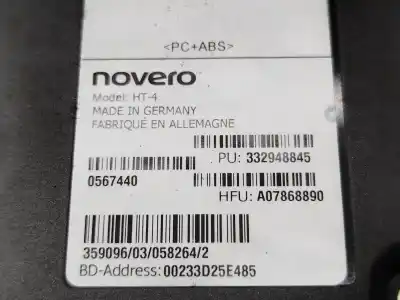 <PC+ABS>
novero
Model: HT-4
MADE IN GERMANY
FABRIQUÉ EN ALLEMAGNE
PU: 332948845
0567440
HFU: A07868890
359096/03/058264/2
BD-Address: 00233D25E485